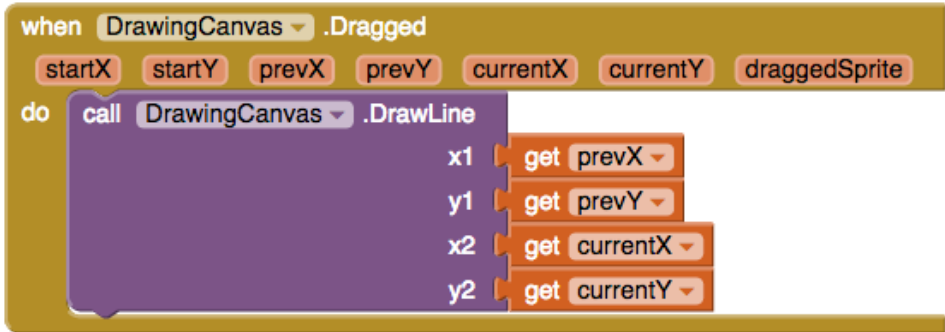 when DrawingCanvas .Dragged
startX startY prevX prevY currentX currentY draggedSprite
do call DrawingCanvas .DrawLine
x1 get prevX
y1 get prevY
x2 get currentX
y2 get currentY